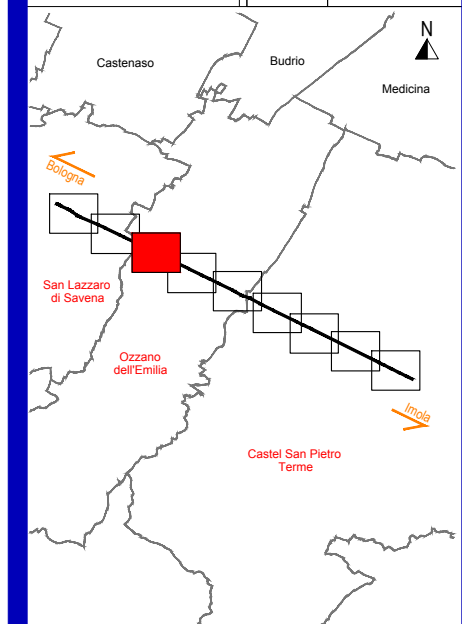 N
Castenaso
Budrio
Medicina
Bologna
San Lazzaro
di Savena
Ozzano
dell'Emilia
Imola
Castel San Pietro
Terme